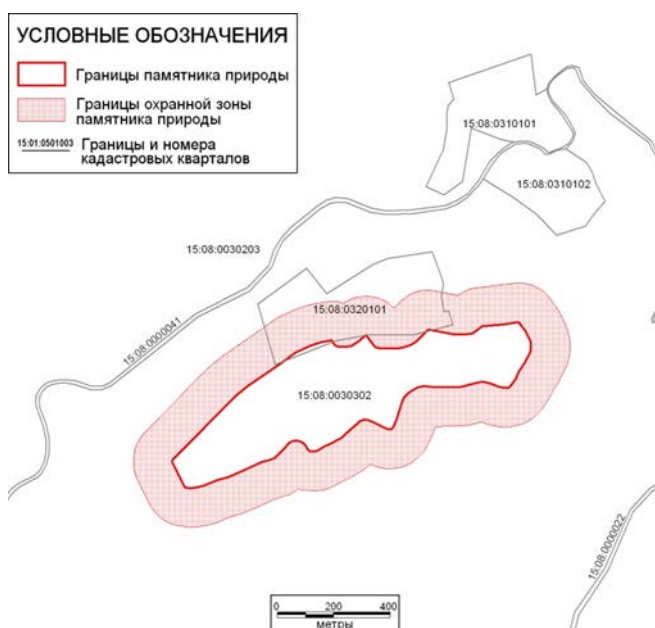 УСЛОВНЫЕ ОБОЗНАЧЕНИЯ
Границы памятника природы
Границы охранной зоны
памятника природы
15:01:0501003 Границы и номера
кадастровых кварталов
15:08:0310101
15:08:0310102
15:08:0030203
15:08:0320101
15:08:0000041
15:08:0030302
15:08:0000022
0 200 400
метры